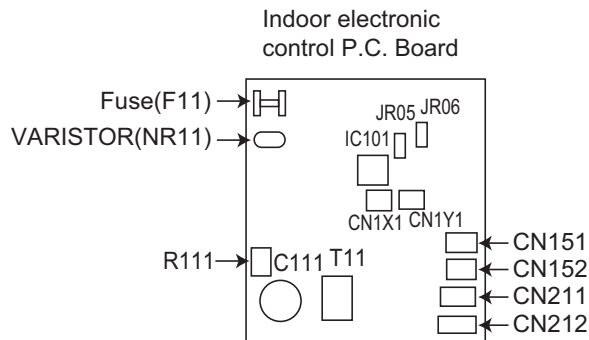 Indoor electronic
control P.C. Board
Fuse(F11)
VARISTOR(NR11)
JR05 JR06
IC101
CN1X1 CN1Y1
R111
C111 T11
CN151
CN152
CN211
CN212